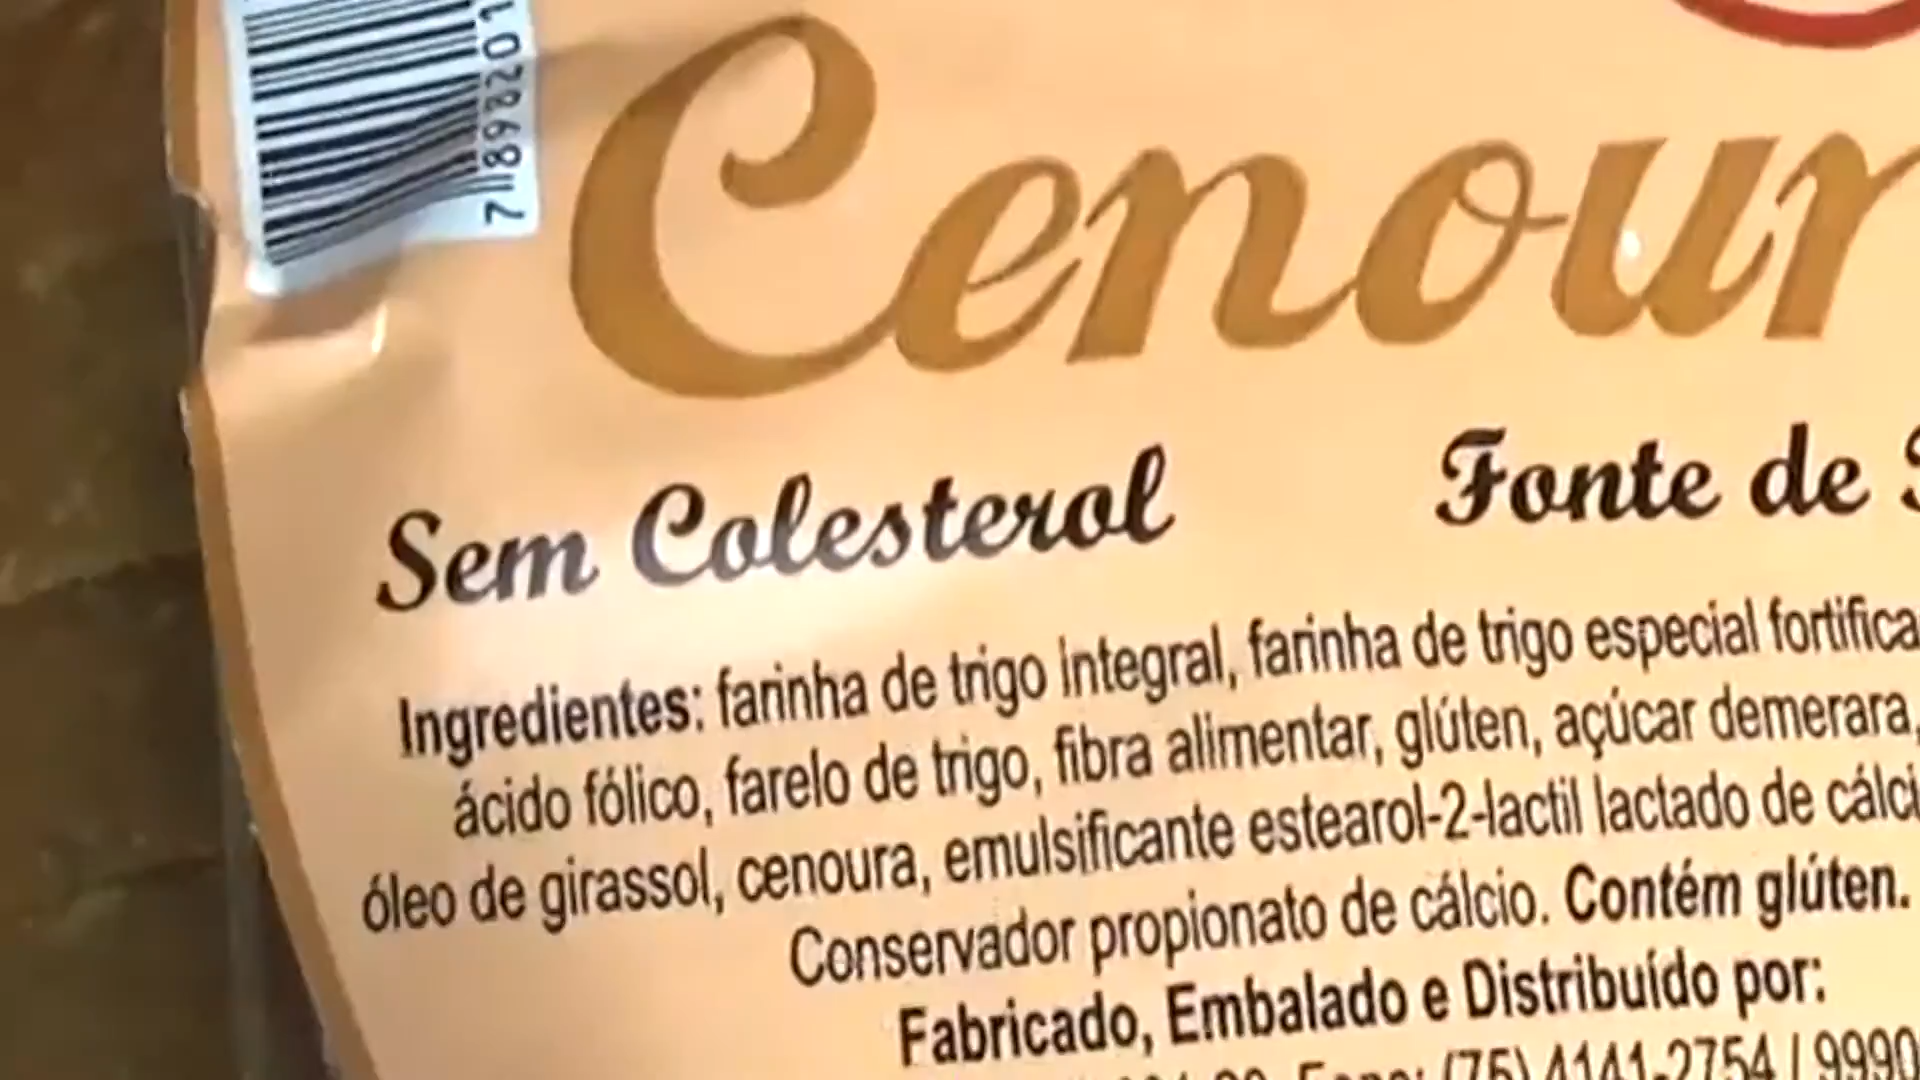 7 898201
Cenour
Sem Colesterol
Fonte de
Ingredientes: farinha de trigo integral, farinha de trigo especial fortifica
ácido fólico, farelo de trigo, fibra alimentar, glúten, açúcar demerara,
óleo de girassol, cenoura, emulsificante estearol-2-lactil lactado de cálci
Conservador propionato de cálcio. Contém glúten.
Fabricado, Embalado e Distribuído por:
Fone: (75) 4141-2754 / 9990